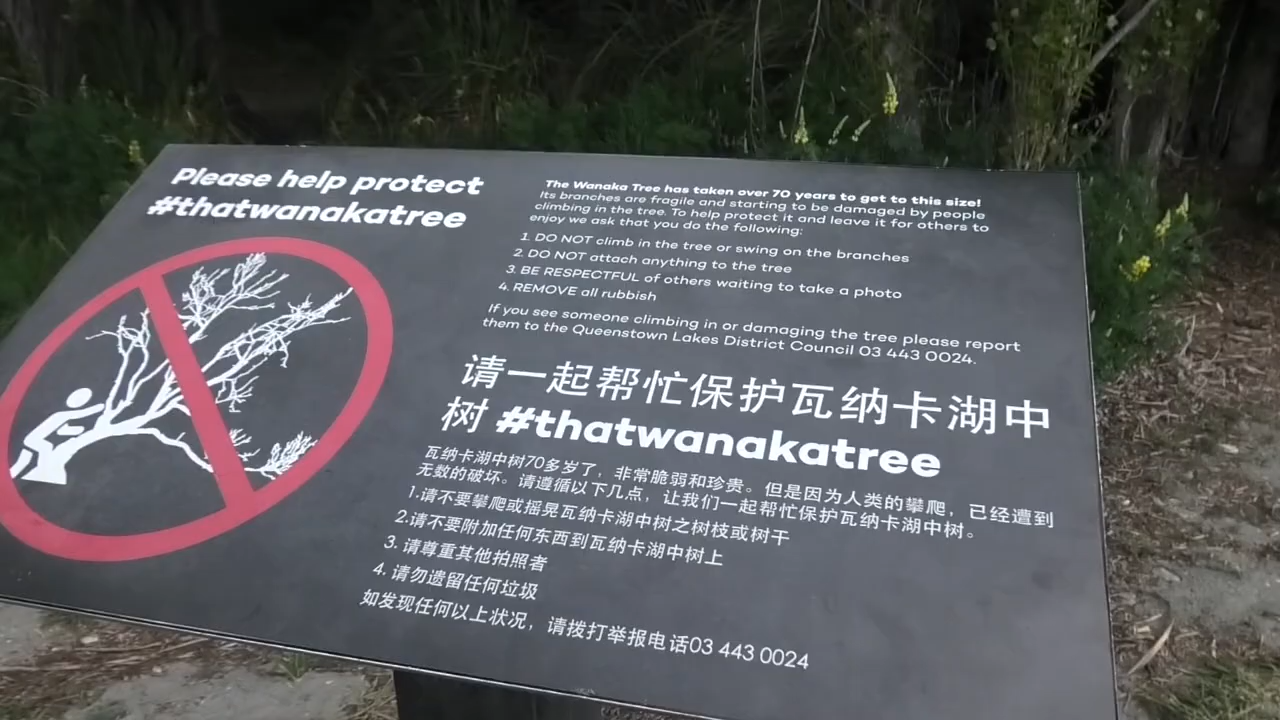 Please help protect
#thatwanakatree
The Wanaka Tree has taken over 70 years to get to this size!
Its branches are fragile and starting to be damaged by people
climbing in the tree. To help protect it and leave it for others to
enjoy we ask that you do the following:
1. DO NOT climb in the tree or swing on the branches
2. DO NOT attach anything to the tree
3. BE RESPECTFUL of others waiting to take a photo
4. REMOVE all rubbish
If you see someone climbing in or damaging the tree please report
them to the Queenstown Lakes District Council 03 443 0024.
请一起帮忙保护瓦纳卡湖中
树 #thatwanakatree
瓦纳卡湖中树70多岁了，非常脆弱和珍贵。但是因为人类的攀爬，已经遭到
无数的破坏。请遵循以下几点，让我们一起帮忙保护瓦纳卡湖中树。
1.请不要攀爬或摇晃瓦纳卡湖中树之树枝或树干
2.请不要附加任何东西到瓦纳卡湖中树上
3. 请尊重其他拍照者
4. 请勿遗留任何垃圾
如发现任何以上状况，请拨打举报电话03 443 0024